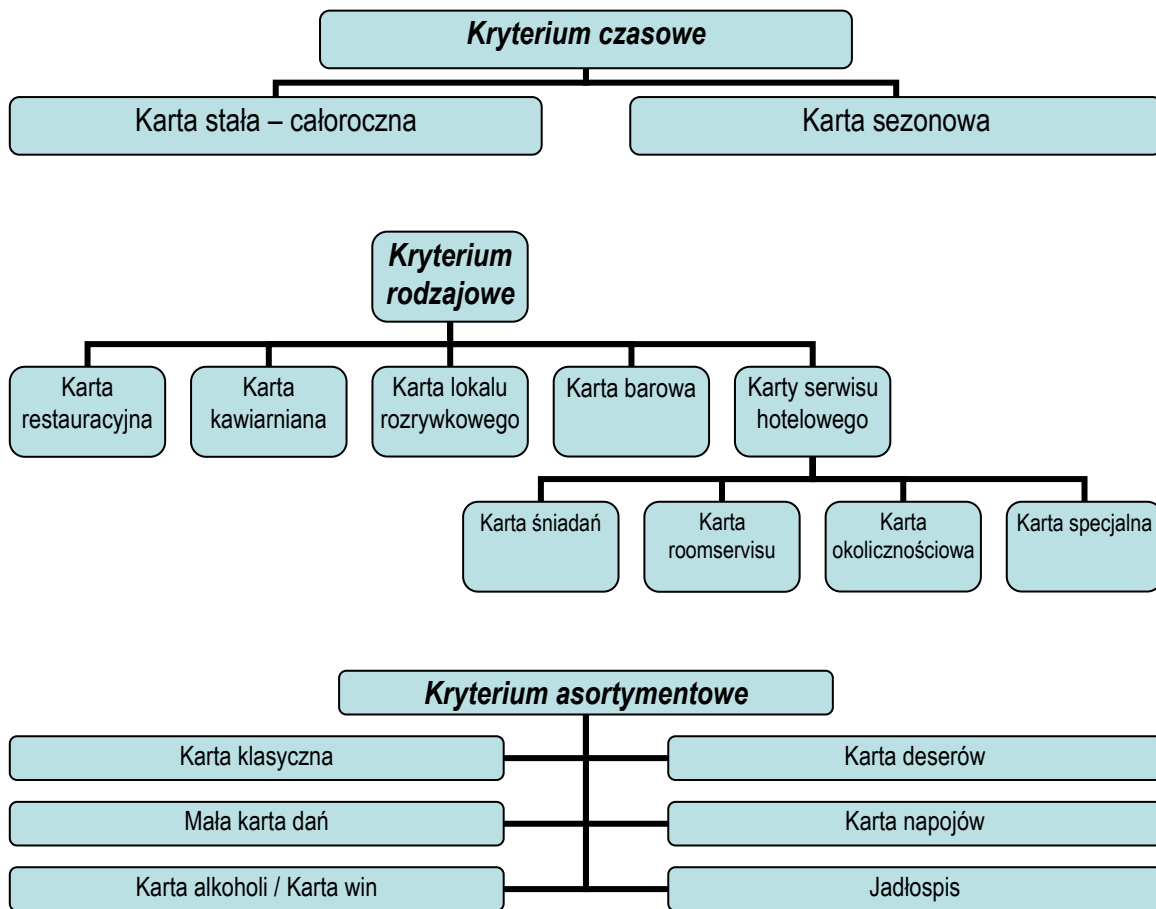 Kryterium czasowe
Karta stała – całoroczna
Karta sezonowa
Kryterium
rodzajowe
Karta
restauracyjna
Karta
kawiarniana
Karta lokalu
rozrywkowego
Karta barowa
Karty serwisu
hotelowego
Karta śniadań
Karta
roomservisu
Karta
okolicznościowa
Karta specjalna
Kryterium asortymentowe
Karta klasyczna
Karta deserów
Mała karta dań
Karta napojów
Karta alkoholi / Karta win
Jadłospis